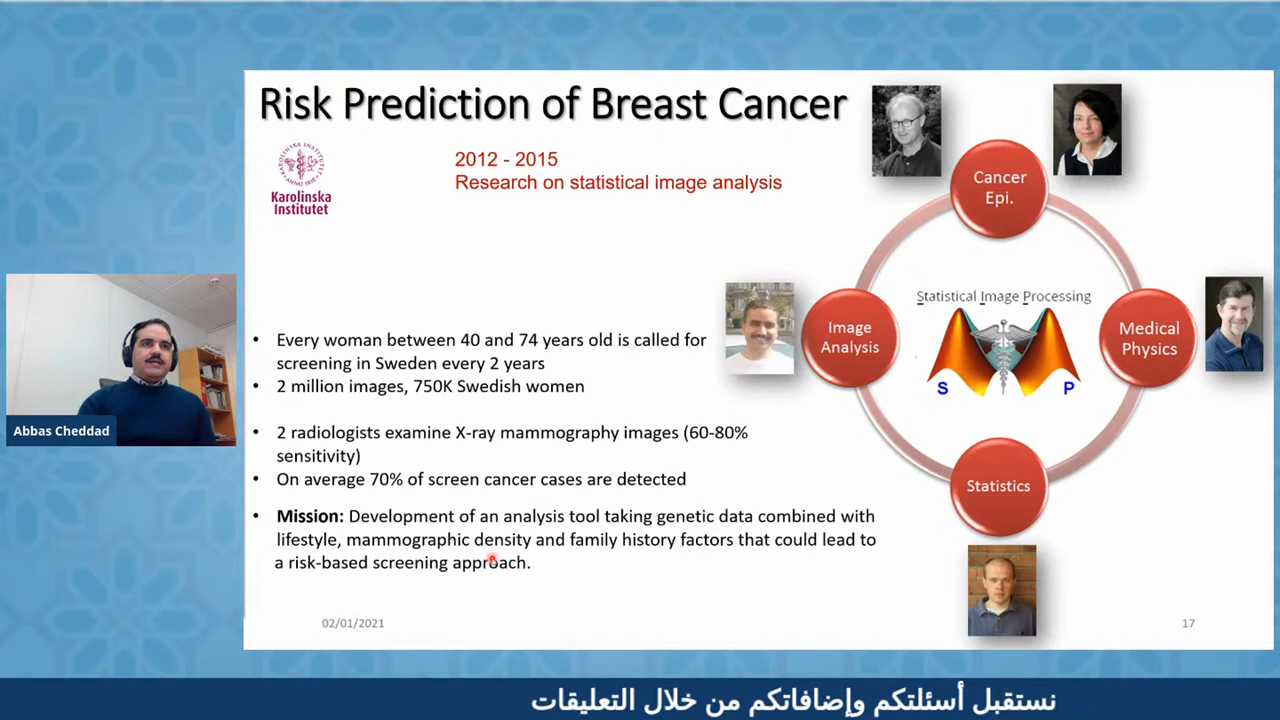 Risk Prediction of Breast Cancer
Karolinska
Institutet
2012 - 2015
Research on statistical image analysis
Every woman between 40 and 74 years old is called for
screening in Sweden every 2 years
2 million images, 750K Swedish women
2 radiologists examine X-ray mammography images (60-80%
sensitivity)
On average 70% of screen cancer cases are detected
Mission: Development of an analysis tool taking genetic data combined with
lifestyle, mammographic density and family history factors that could lead to
a risk-based screening approach.
Cancer
Epi.
Image
Analysis
Statistical Image Processing
S P
Medical
Physics
Statistics
02/01/2021
17
Abbas Cheddad
نستقبل أسئلتكم وإضافاتكم من خلال التعليقات